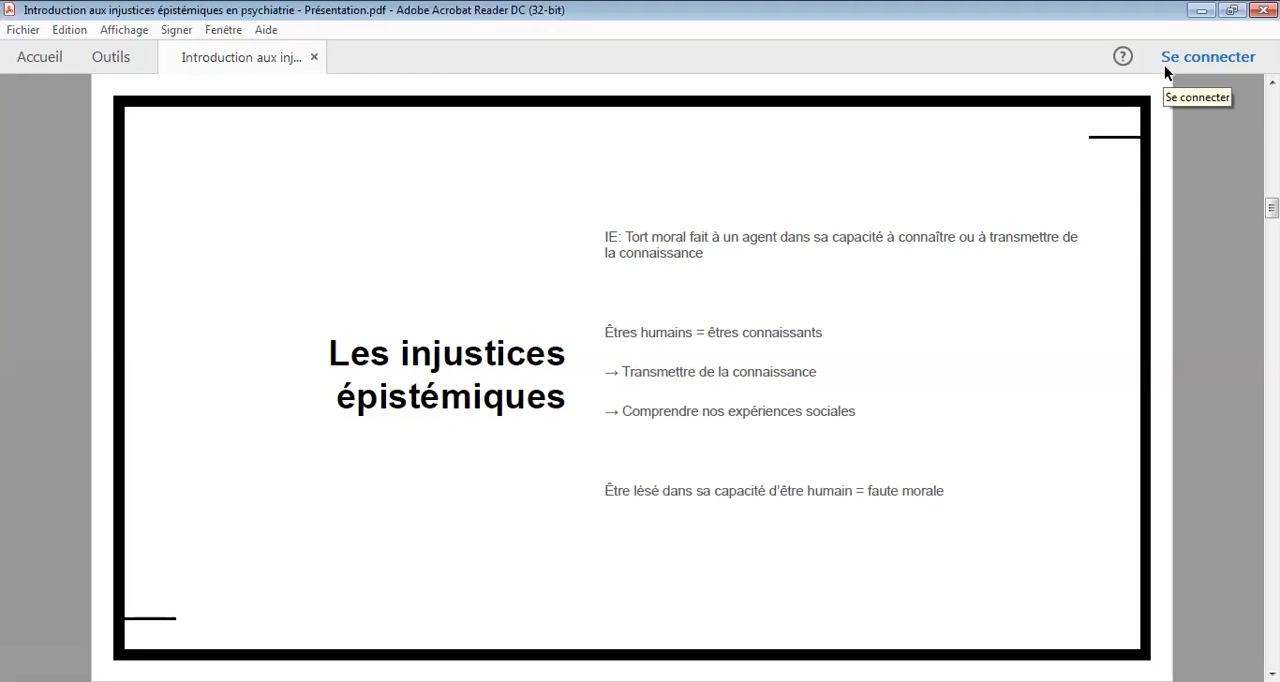 Introduction aux injustices épistémiques en psychiatrie - Présentation.pdf - Adobe Acrobat Reader DC (32-bit)
Fichier Edition Affichage Signer Fenêtre Aide
Accueil Outils Introduction aux inj... × ? Se connecter
Se connecter
IE: Tort moral fait à un agent dans sa capacité à connaître ou à transmettre de
la connaissance
Êtres humains = êtres connaissants
Les injustices
épistémiques
→ Transmettre de la connaissance
→ Comprendre nos expériences sociales
Être lésé dans sa capacité d'être humain = faute morale